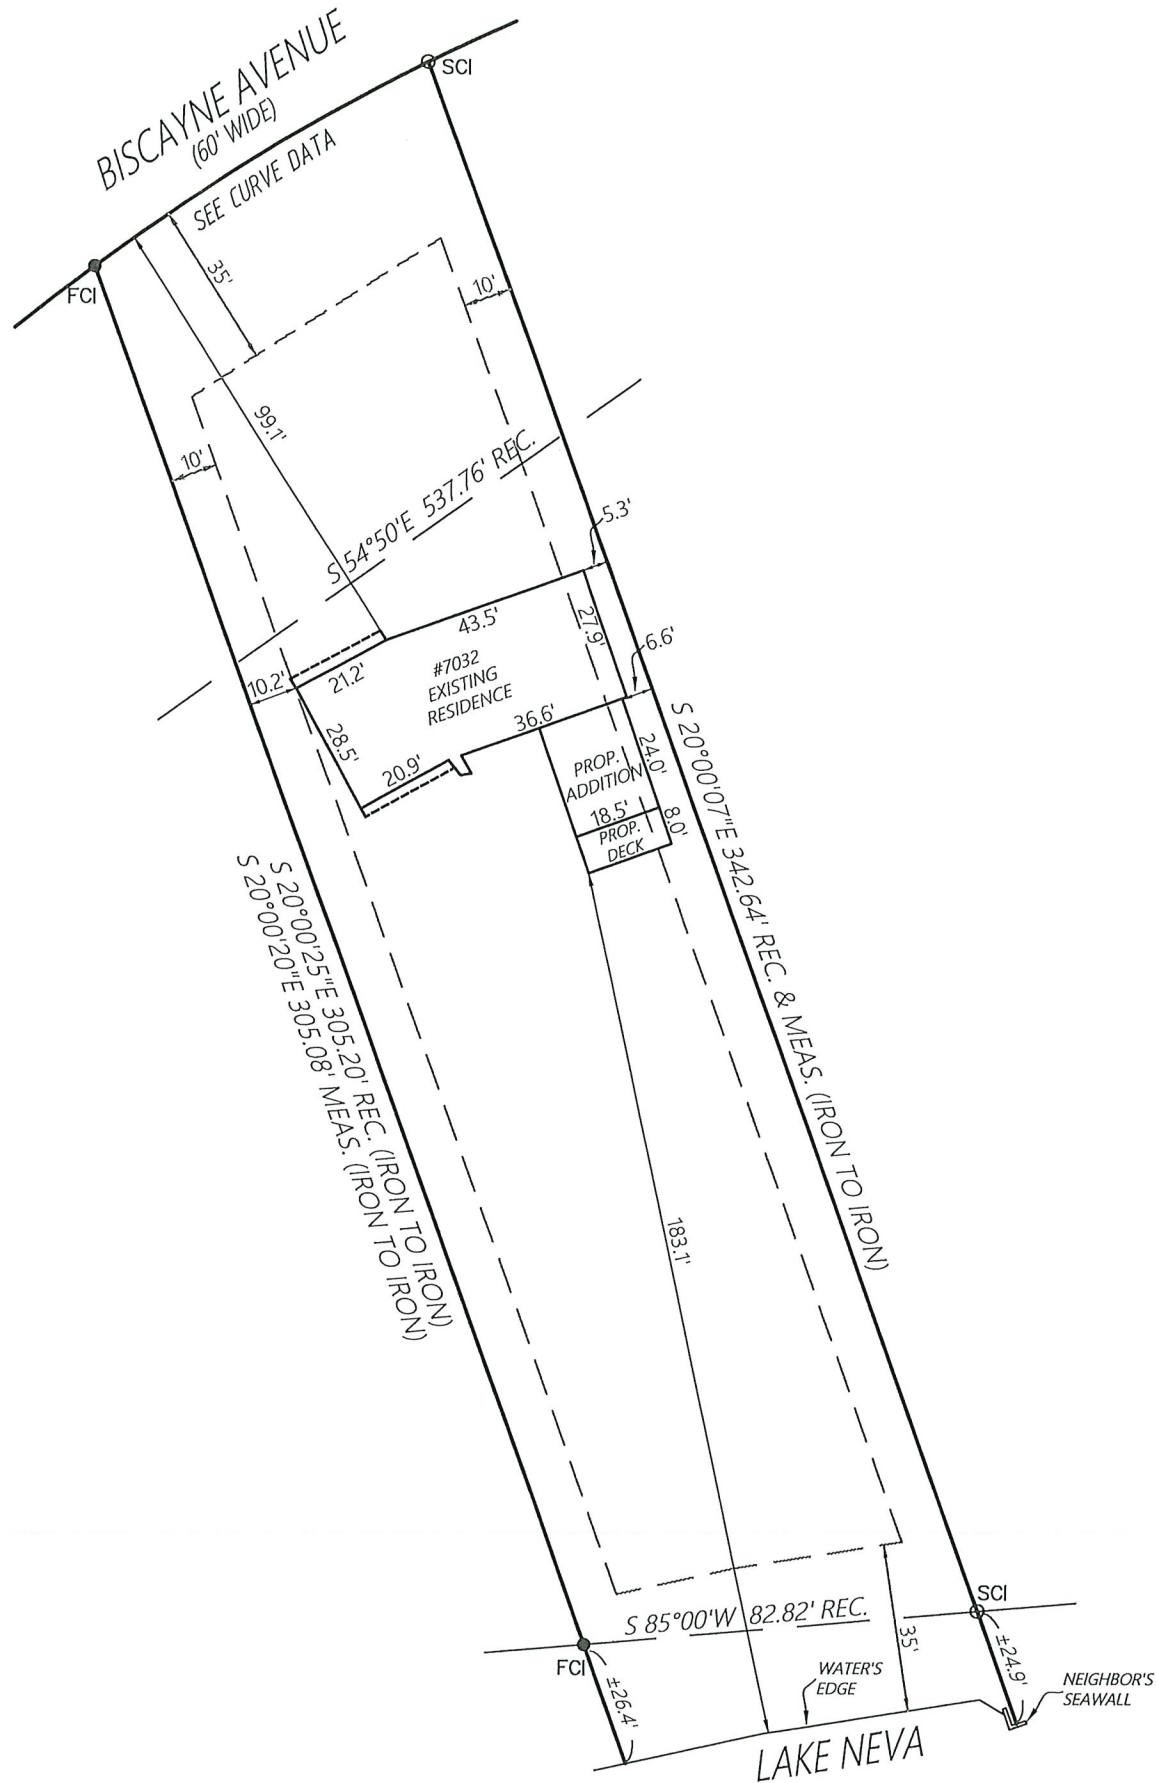 BISCAYNE AVENUE
(60' WIDE)
SCI
SEE CURVE DATA
FCI
35'
10'
99.1'
10'
S 54°50'E 537.76' REC.
5.3'
43.5'
27.9'
6.6'
10.2'
21.2'
#7032
EXISTING
RESIDENCE
28.5'
20.9'
36.6'
PROP.
ADDITION
24.0'
18.5'
PROP.
DECK
8.0'
S 20°00'07"E 342.64' REC. & MEAS. (IRON TO IRON)
S 20°00'25"E 305.20' REC. (IRON TO IRON)
S 20°00'20"E 305.08' MEAS. (IRON TO IRON)
183.1'
SCI
S 85°00'W 82.82' REC.
FCI
35'
±24.9'
±26.4'
WATER'S
EDGE
NEIGHBOR'S
SEAWALL
LAKE NEVA